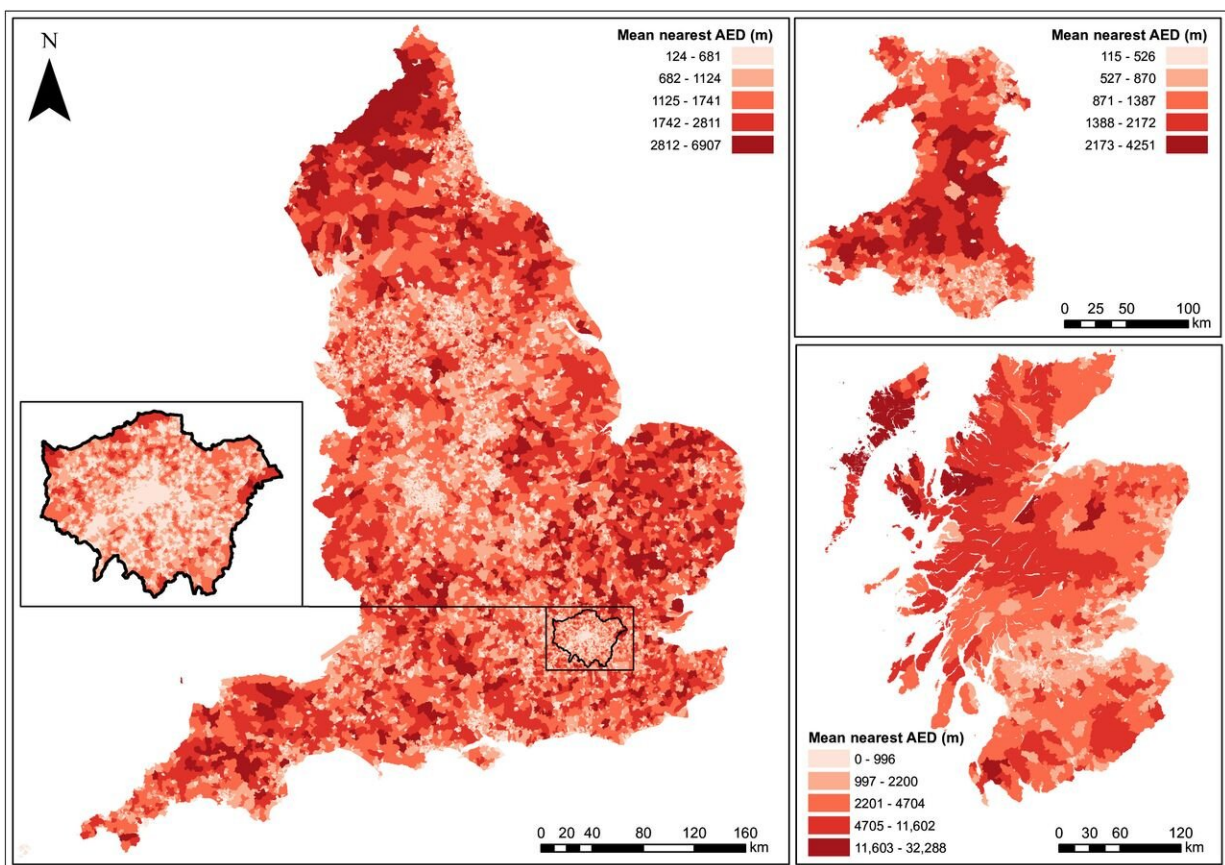 N
Mean nearest AED (m)
124 - 681
682 - 1124
1125 - 1741
1742 - 2811
2812 - 6907
0 20 40 80 120 160
km
Mean nearest AED (m)
115 - 526
527 - 870
871 - 1387
1388 - 2172
2173 - 4251
0 25 50 100
km
Mean nearest AED (m)
0 - 996
997 - 2200
2201 - 4704
4705 - 11,602
11,603 - 32,288
0 15 30 60 90 120
km